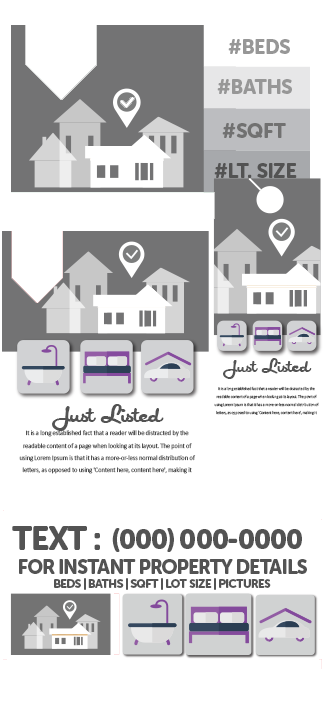 #BEDS
#BATHS
#SQFT
#LT. SIZE
Just Listed
It is a long established fact that a reader will be distracted by the
readable content of a page when looking at its layout. The point of
using Lorem Ipsum is that it has a more-or-less normal distribution of
letters, as opposed to using 'Content here, content here', making it
Just Listed
It is a long established fact that a reader will be distracted by the
readable content of a page when looking at its layout. The point of
using Lorem Ipsum is that it has a more-or-less normal distribution of
letters, as opposed to using 'Content here, content here', making it
TEXT : (000) 000-0000
FOR INSTANT PROPERTY DETAILS
BEDS | BATHS | SQFT | LOT SIZE | PICTURES